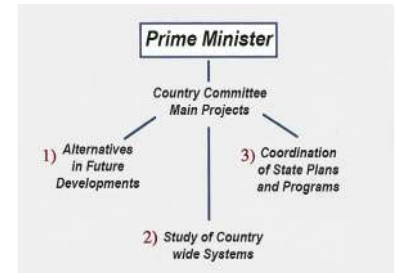 Prime Minister
Country Committee
Main Projects
1) Alternatives
in Future
Developments
3) Coordination
of State Plans
and Programs
2) Study of Country
wide Systems